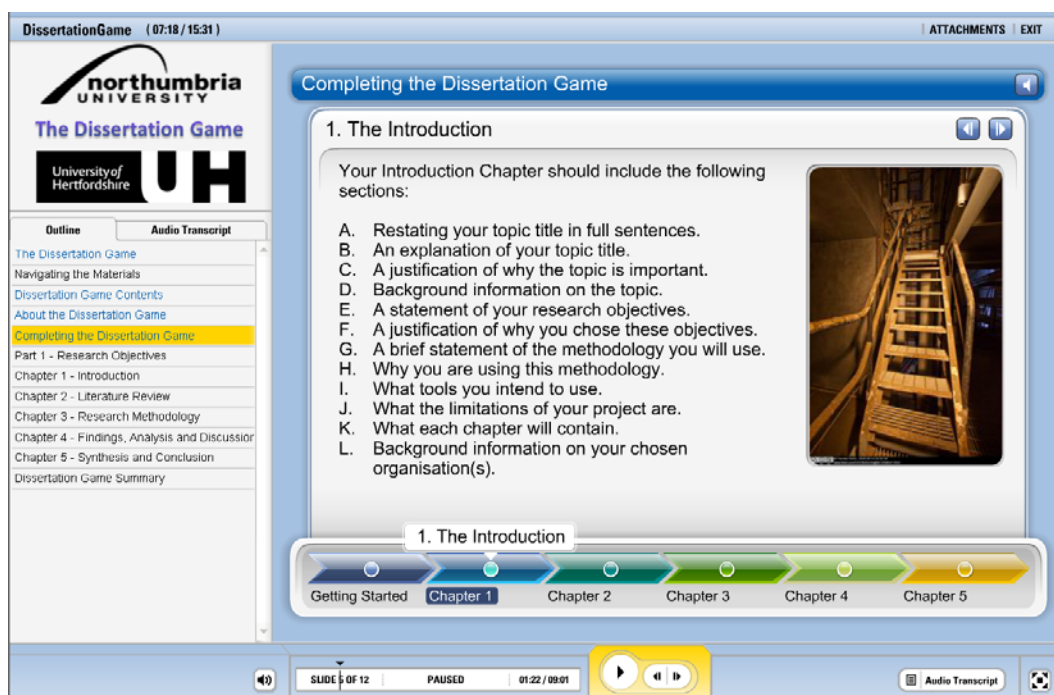 DissertationGame ( 07:18 / 15:31 )
ATTACHMENTS EXIT
northumbria
UNIVERSITY
The Dissertation Game
University of
Hertfordshire
UH
Outline
Audio Transcript
The Dissertation Game
Navigating the Materials
Dissertation Game Contents
About the Dissertation Game
Completing the Dissertation Game
Part 1 - Research Objectives
Chapter 1 - Introduction
Chapter 2 - Literature Review
Chapter 3 - Research Methodology
Chapter 4 - Findings, Analysis and Discussion
Chapter 5 - Synthesis and Conclusion
Dissertation Game Summary
Completing the Dissertation Game
1. The Introduction
Your Introduction Chapter should include the following
sections:
A. Restating your topic title in full sentences.
B. An explanation of your topic title.
C. A justification of why the topic is important.
D. Background information on the topic.
E. A statement of your research objectives.
F. A justification of why you chose these objectives.
G. A brief statement of the methodology you will use.
H. Why you are using this methodology.
I. What tools you intend to use.
J. What the limitations of your project are.
K. What each chapter will contain.
L. Background information on your chosen
organisation(s).
1. The Introduction
Getting Started
Chapter 1
Chapter 2
Chapter 3
Chapter 4
Chapter 5
SLIDE 5 OF 12
PAUSED
01:22 / 09:01
Audio Transcript